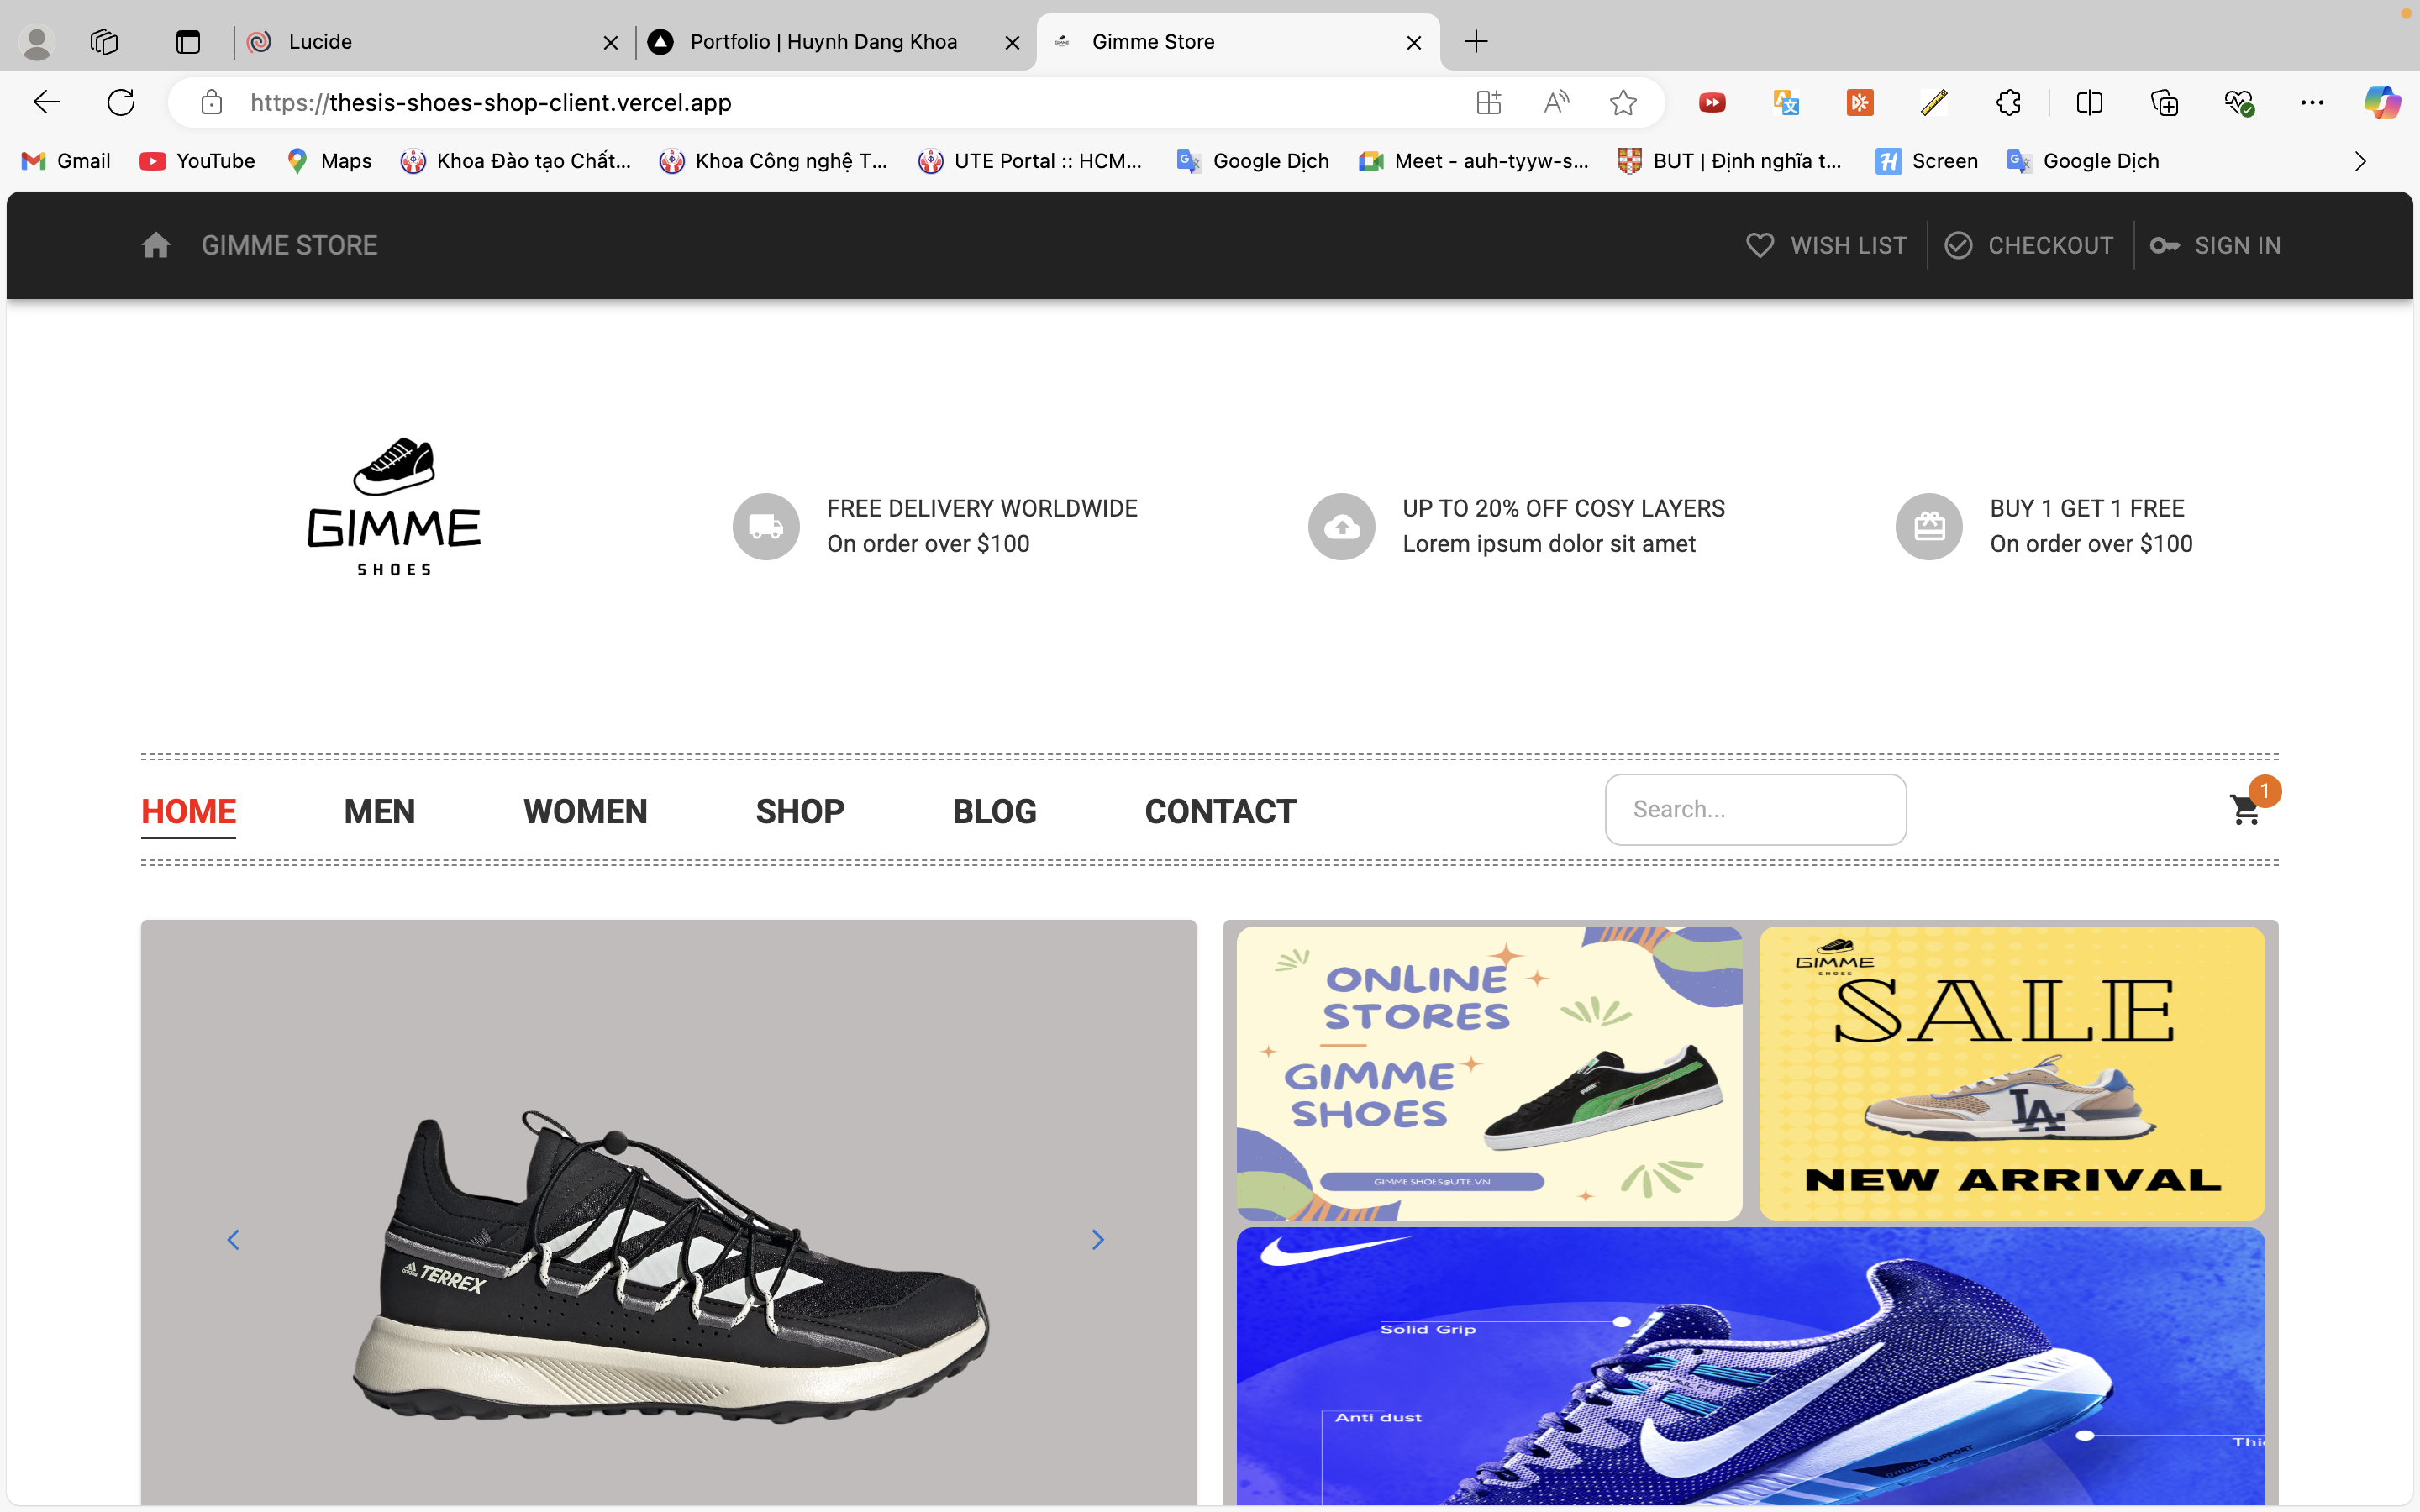 Lucide
Portfolio | Huynh Dang Khoa
Gimme Store
https://thesis-shoes-shop-client.vercel.app
Gmail
YouTube
Maps
Khoa Đào tạo Chất...
Khoa Công nghệ T...
UTE Portal :: HCM...
Google Dịch
Meet - auh-tyyw-s...
BUT | Định nghĩa t...
Screen
Google Dịch
GIMME STORE
WISH LIST
CHECKOUT
SIGN IN
GIMME
SHOES
FREE DELIVERY WORLDWIDE
On order over $100
UP TO 20% OFF COSY LAYERS
Lorem ipsum dolor sit amet
BUY 1 GET 1 FREE
On order over $100
HOME
MEN
WOMEN
SHOP
BLOG
CONTACT
Search...
1
adidas TERREX
ONLINE
STORES
GIMME
SHOES
GIMME.SHOES@UTE.VN
GIMME
SHOES
SALE
LA
NEW ARRIVAL
Solid Grip
Anti dust
Thi
DYNAMIC SUPPORT